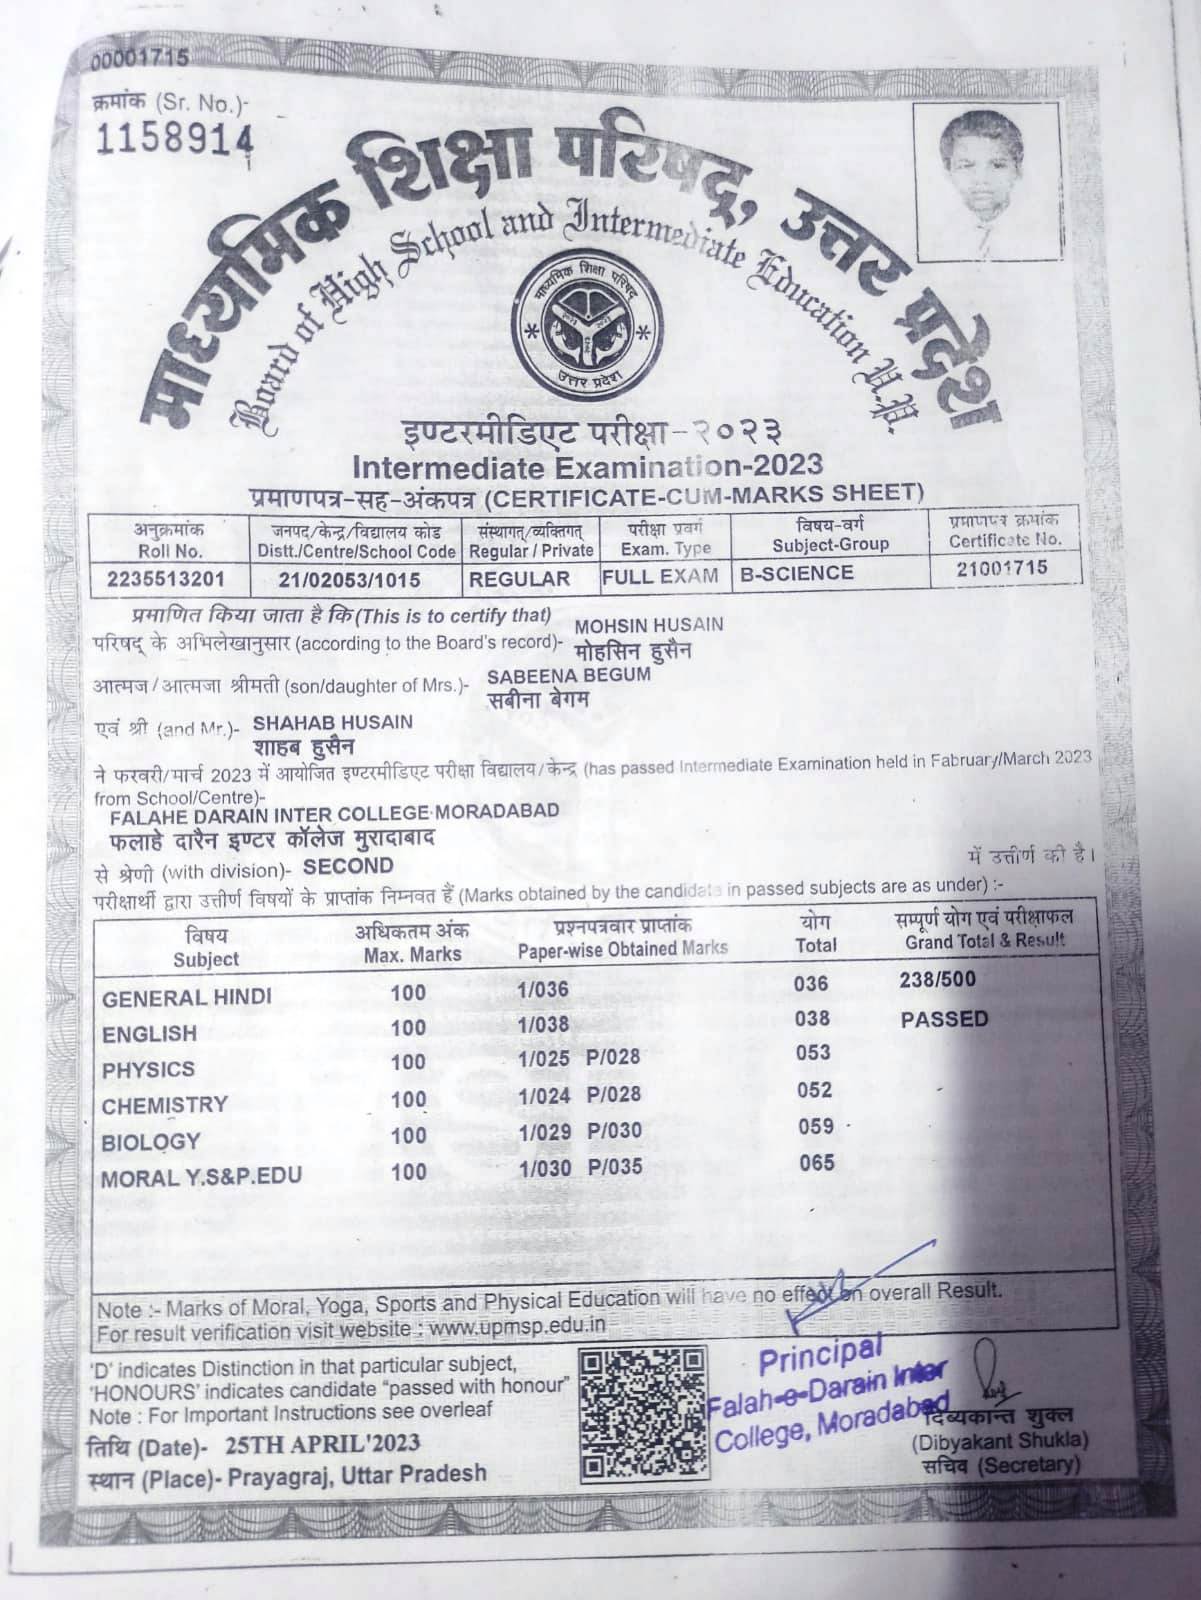 00001715
क्रमांक (Sr. No.)-
1158914
माध्यमिक शिक्षा परिषद्, उत्तर प्रदेश
Board of High School and Intermediate Education U.P.
माध्यमिक शिक्षा परिषद
उत्तर प्रदेश
इण्टरमीडिएट परीक्षा-२०२३
Intermediate Examination-2023
प्रमाणपत्र-सह-अंकपत्र (CERTIFICATE-CUM-MARKS SHEET)
अनुक्रमांक जनपद/केन्द्र/विद्यालय कोड संस्थागत्/व्यक्तिगत् परीक्षा प्रवर्ग विषय-वर्ग प्रमाणपत्र क्रमांक
Roll No. Distt./Centre/School Code Regular / Private Exam. Type Subject-Group Certificate No.
2235513201 21/02053/1015 REGULAR FULL EXAM B-SCIENCE 21001715
प्रमाणित किया जाता है कि (This is to certify that)
परिषद् के अभिलेखानुसार (according to the Board's record)- MOHSIN HUSAIN
मोहसिन हुसैन
आत्मज/आत्मजा श्रीमती (son/daughter of Mrs.)- SABEENA BEGUM
सबीना बेगम
एवं श्री (and Mr.)- SHAHAB HUSAIN
शाहब हुसैन
ने फरवरी/मार्च 2023 में आयोजित इण्टरमीडिएट परीक्षा विद्यालय/केन्द्र (has passed Intermediate Examination held in Fabruary/March 2023
from School/Centre)-
FALAHE DARAIN INTER COLLEGE MORADABAD
फलाहे दारैन इण्टर कॉलेज मुरादाबाद
से श्रेणी (with division)- SECOND में उत्तीर्ण की है।
परीक्षार्थी द्वारा उत्तीर्ण विषयों के प्राप्तांक निम्नवत हैं (Marks obtained by the candidate in passed subjects are as under) :-
विषय अधिकतम अंक प्रश्नपत्रवार प्राप्तांक योग सम्पूर्ण योग एवं परीक्षाफल
Subject Max. Marks Paper-wise Obtained Marks Total Grand Total & Result
GENERAL HINDI 100 1/036 036 238/500
ENGLISH 100 1/038 038 PASSED
PHYSICS 100 1/025 P/028 053
CHEMISTRY 100 1/024 P/028 052
BIOLOGY 100 1/029 P/030 059
MORAL Y.S&P.EDU 100 1/030 P/035 065
Note :- Marks of Moral, Yoga, Sports and Physical Education will have no effect on overall Result.
For result verification visit website : www.upmsp.edu.in
'D' indicates Distinction in that particular subject,
'HONOURS' indicates candidate "passed with honour"
Note : For Important Instructions see overleaf
तिथि (Date)- 25TH APRIL'2023
स्थान (Place)- Prayagraj, Uttar Pradesh
Principal
Falah-e-Darain Inter
College, Moradabad
दिब्यकान्त शुक्ल
(Dibyakant Shukla)
सचिव (Secretary)